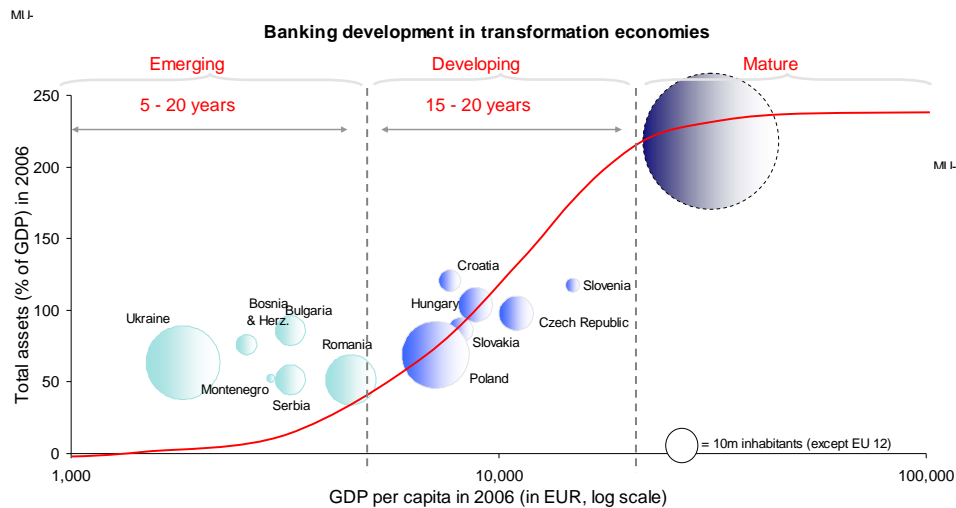 MU-
Banking development in transformation economies
Emerging
Developing
Mature
5 - 20 years
15 - 20 years
MU-
Total assets (% of GDP) in 2006
250
200
150
100
50
0
Croatia
Slovenia
Bosnia
& Herz.
Bulgaria
Hungary
Ukraine
Czech Republic
Romania
Slovakia
Poland
Montenegro
Serbia
= 10m inhabitants (except EU 12)
1,000
10,000
100,000
GDP per capita in 2006 (in EUR, log scale)